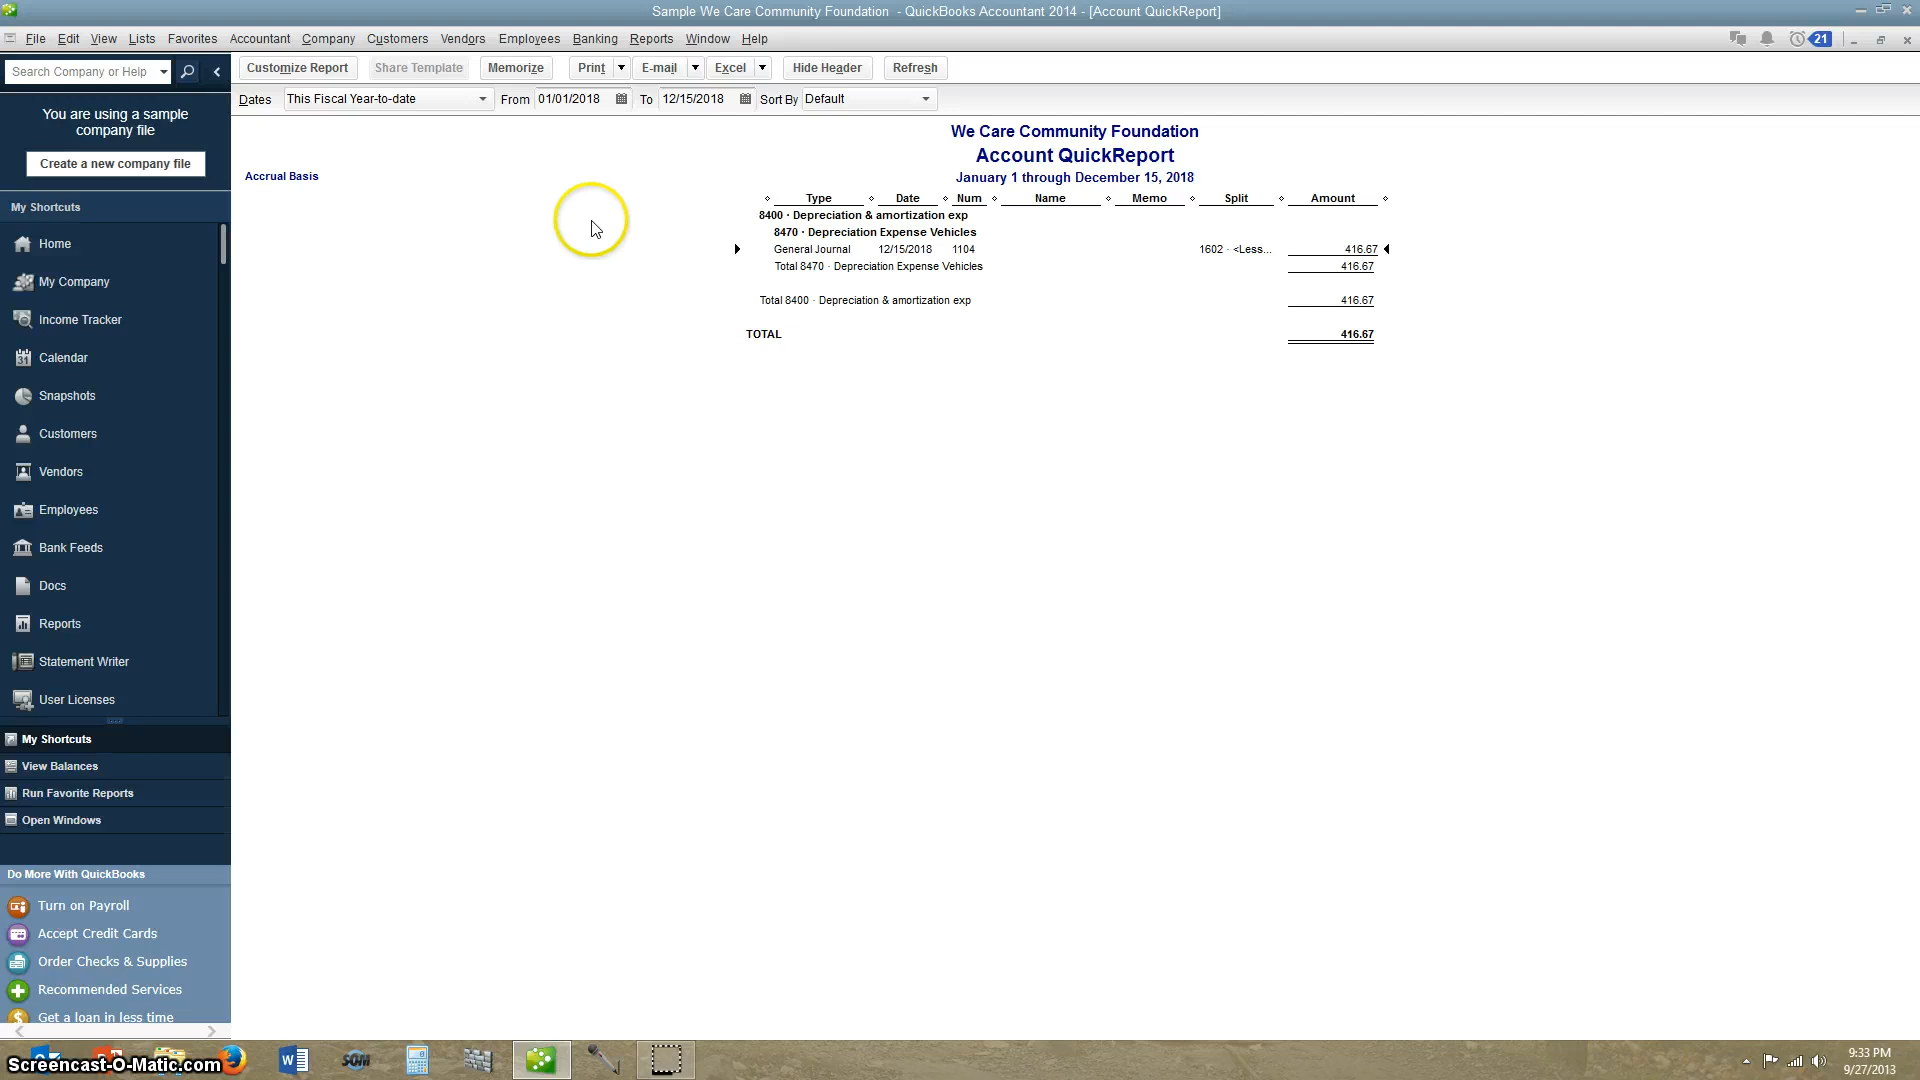 Sample We Care Community Foundation - QuickBooks Accountant 2014 - [Account QuickReport]
File Edit View Lists Favorites Accountant Company Customers Vendors Employees Banking Reports Window Help
21
Search Company or Help
Customize Report Share Template Memorize Print E-mail Excel Hide Header Refresh
Dates This Fiscal Year-to-date From 01/01/2018 To 12/15/2018 Sort By Default
You are using a sample
company file
Create a new company file
My Shortcuts
Home
My Company
Income Tracker
31
Calendar
Snapshots
Customers
Vendors
Employees
Bank Feeds
Docs
Reports
Statement Writer
User Licenses
My Shortcuts
View Balances
Run Favorite Reports
Open Windows
Do More With QuickBooks
Turn on Payroll
Accept Credit Cards
Order Checks & Supplies
Recommended Services
$ Get a loan in less time
We Care Community Foundation
Account QuickReport
Accrual Basis
January 1 through December 15, 2018
Type Date Num Name Memo Split Amount
8400 · Depreciation & amortization exp
8470 · Depreciation Expense Vehicles
General Journal 12/15/2018 1104 1602 · <Less... 416.67
Total 8470 · Depreciation Expense Vehicles 416.67
Total 8400 · Depreciation & amortization exp 416.67
TOTAL 416.67
Screencast-O-Matic.com
W
SOM
9:33 PM
9/27/2013